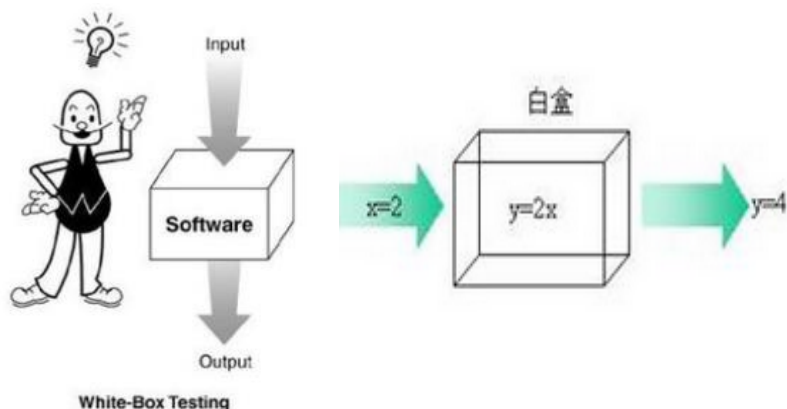 Input
Software
Output
White-Box Testing
白盒
x=2
y=2x
y=4